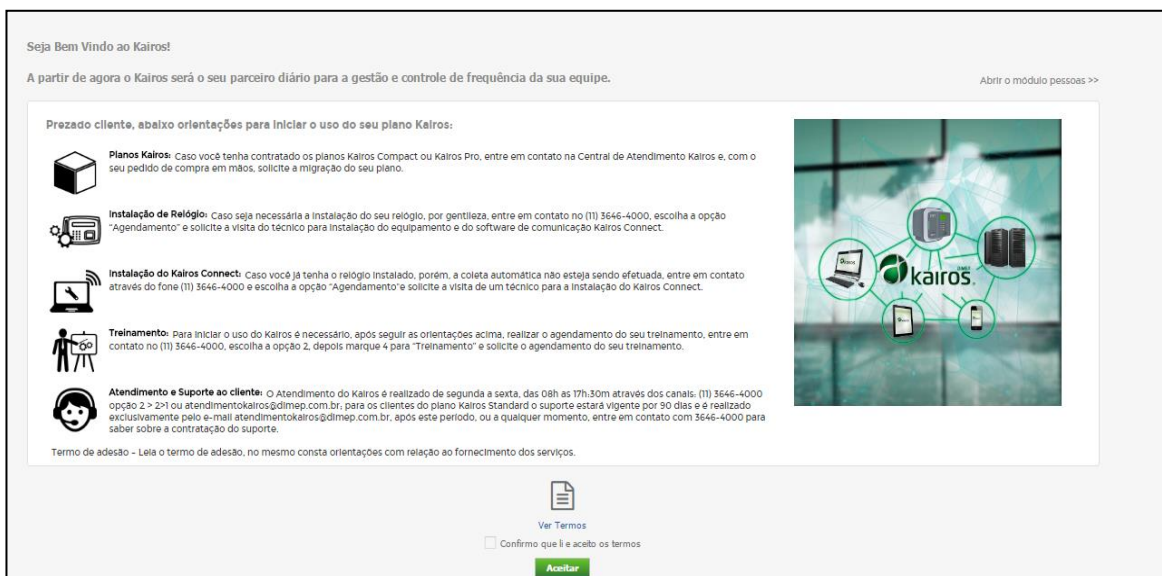 Seja Bem Vindo ao Kairos!
A partir de agora o Kairos será o seu parceiro diário para a gestão e controle de frequência da sua equipe.
Abrir o módulo pessoas >>
Prezado cliente, abaixo orientações para iniciar o uso do seu plano Kairos:
Planos Kairos: Caso você tenha contratado os planos Kairos Compact ou Kairos Pro, entre em contato na Central de Atendimento Kairos e, com o
seu pedido de compra em mãos, solicite a migração do seu plano.
Instalação de Relógio: Caso seja necessária a instalação do seu relógio, por gentileza, entre em contato no (11) 3646-4000, escolha a opção
"Agendamento" e solicite a visita do técnico para instalação do equipamento e do software de comunicação Kairos Connect.
Instalação do Kairos Connect: Caso você já tenha o relógio instalado, porém, a coleta automática não esteja sendo efetuada, entre em contato
através do fone (11) 3646-4000 e escolha a opção "Agendamento"e solicite a visita de um técnico para a instalação do Kairos Connect.
Treinamento: Para iniciar o uso do Kairos é necessário, após seguir as orientações acima, realizar o agendamento do seu treinamento, entre em
contato no (11) 3646-4000, escolha a opção 2, depois marque 4 para "Treinamento" e solicite o agendamento do seu treinamento.
Atendimento e Suporte ao cliente: O Atendimento do Kairos é realizado de segunda a sexta, das 08h as 17h:30m através dos canais: (11) 3646-4000
opção 2 > 2>1 ou atendimentokairos@dimep.com.br; para os clientes do plano Kairos Standard o suporte estará vigente por 90 dias e é realizado
exclusivamente pelo e-mail atendimentokairos@dimep.com.br, após este período, ou a qualquer momento, entre em contato com 3646-4000 para
saber sobre a contratação do suporte.
Termo de adesão - Leia o termo de adesão, no mesmo consta orientações com relação ao fornecimento dos serviços.
kairos
Ver Termos
Confirmo que li e aceito os termos
Aceitar